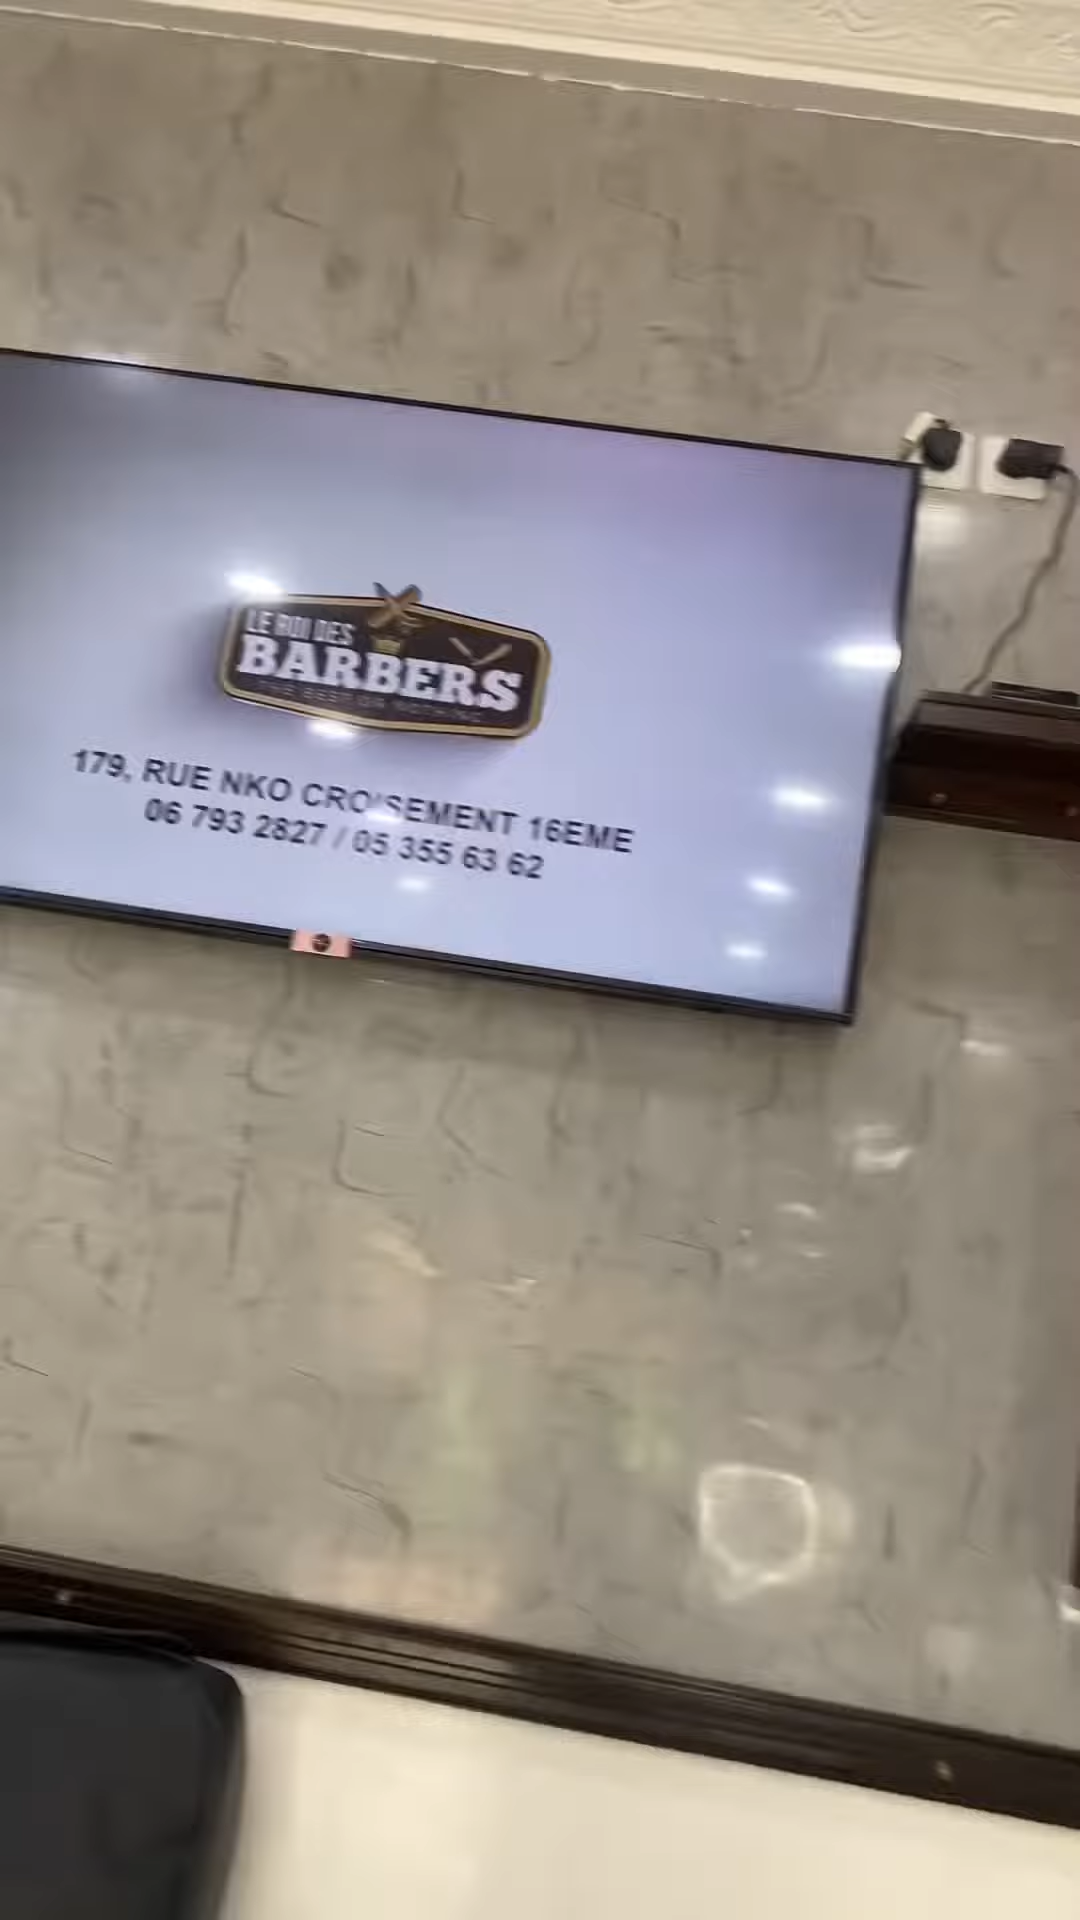 LE ROI DES
BARBERS
179, RUE NKO CROISEMENT 16EME
06 793 2827 / 05 355 63 62